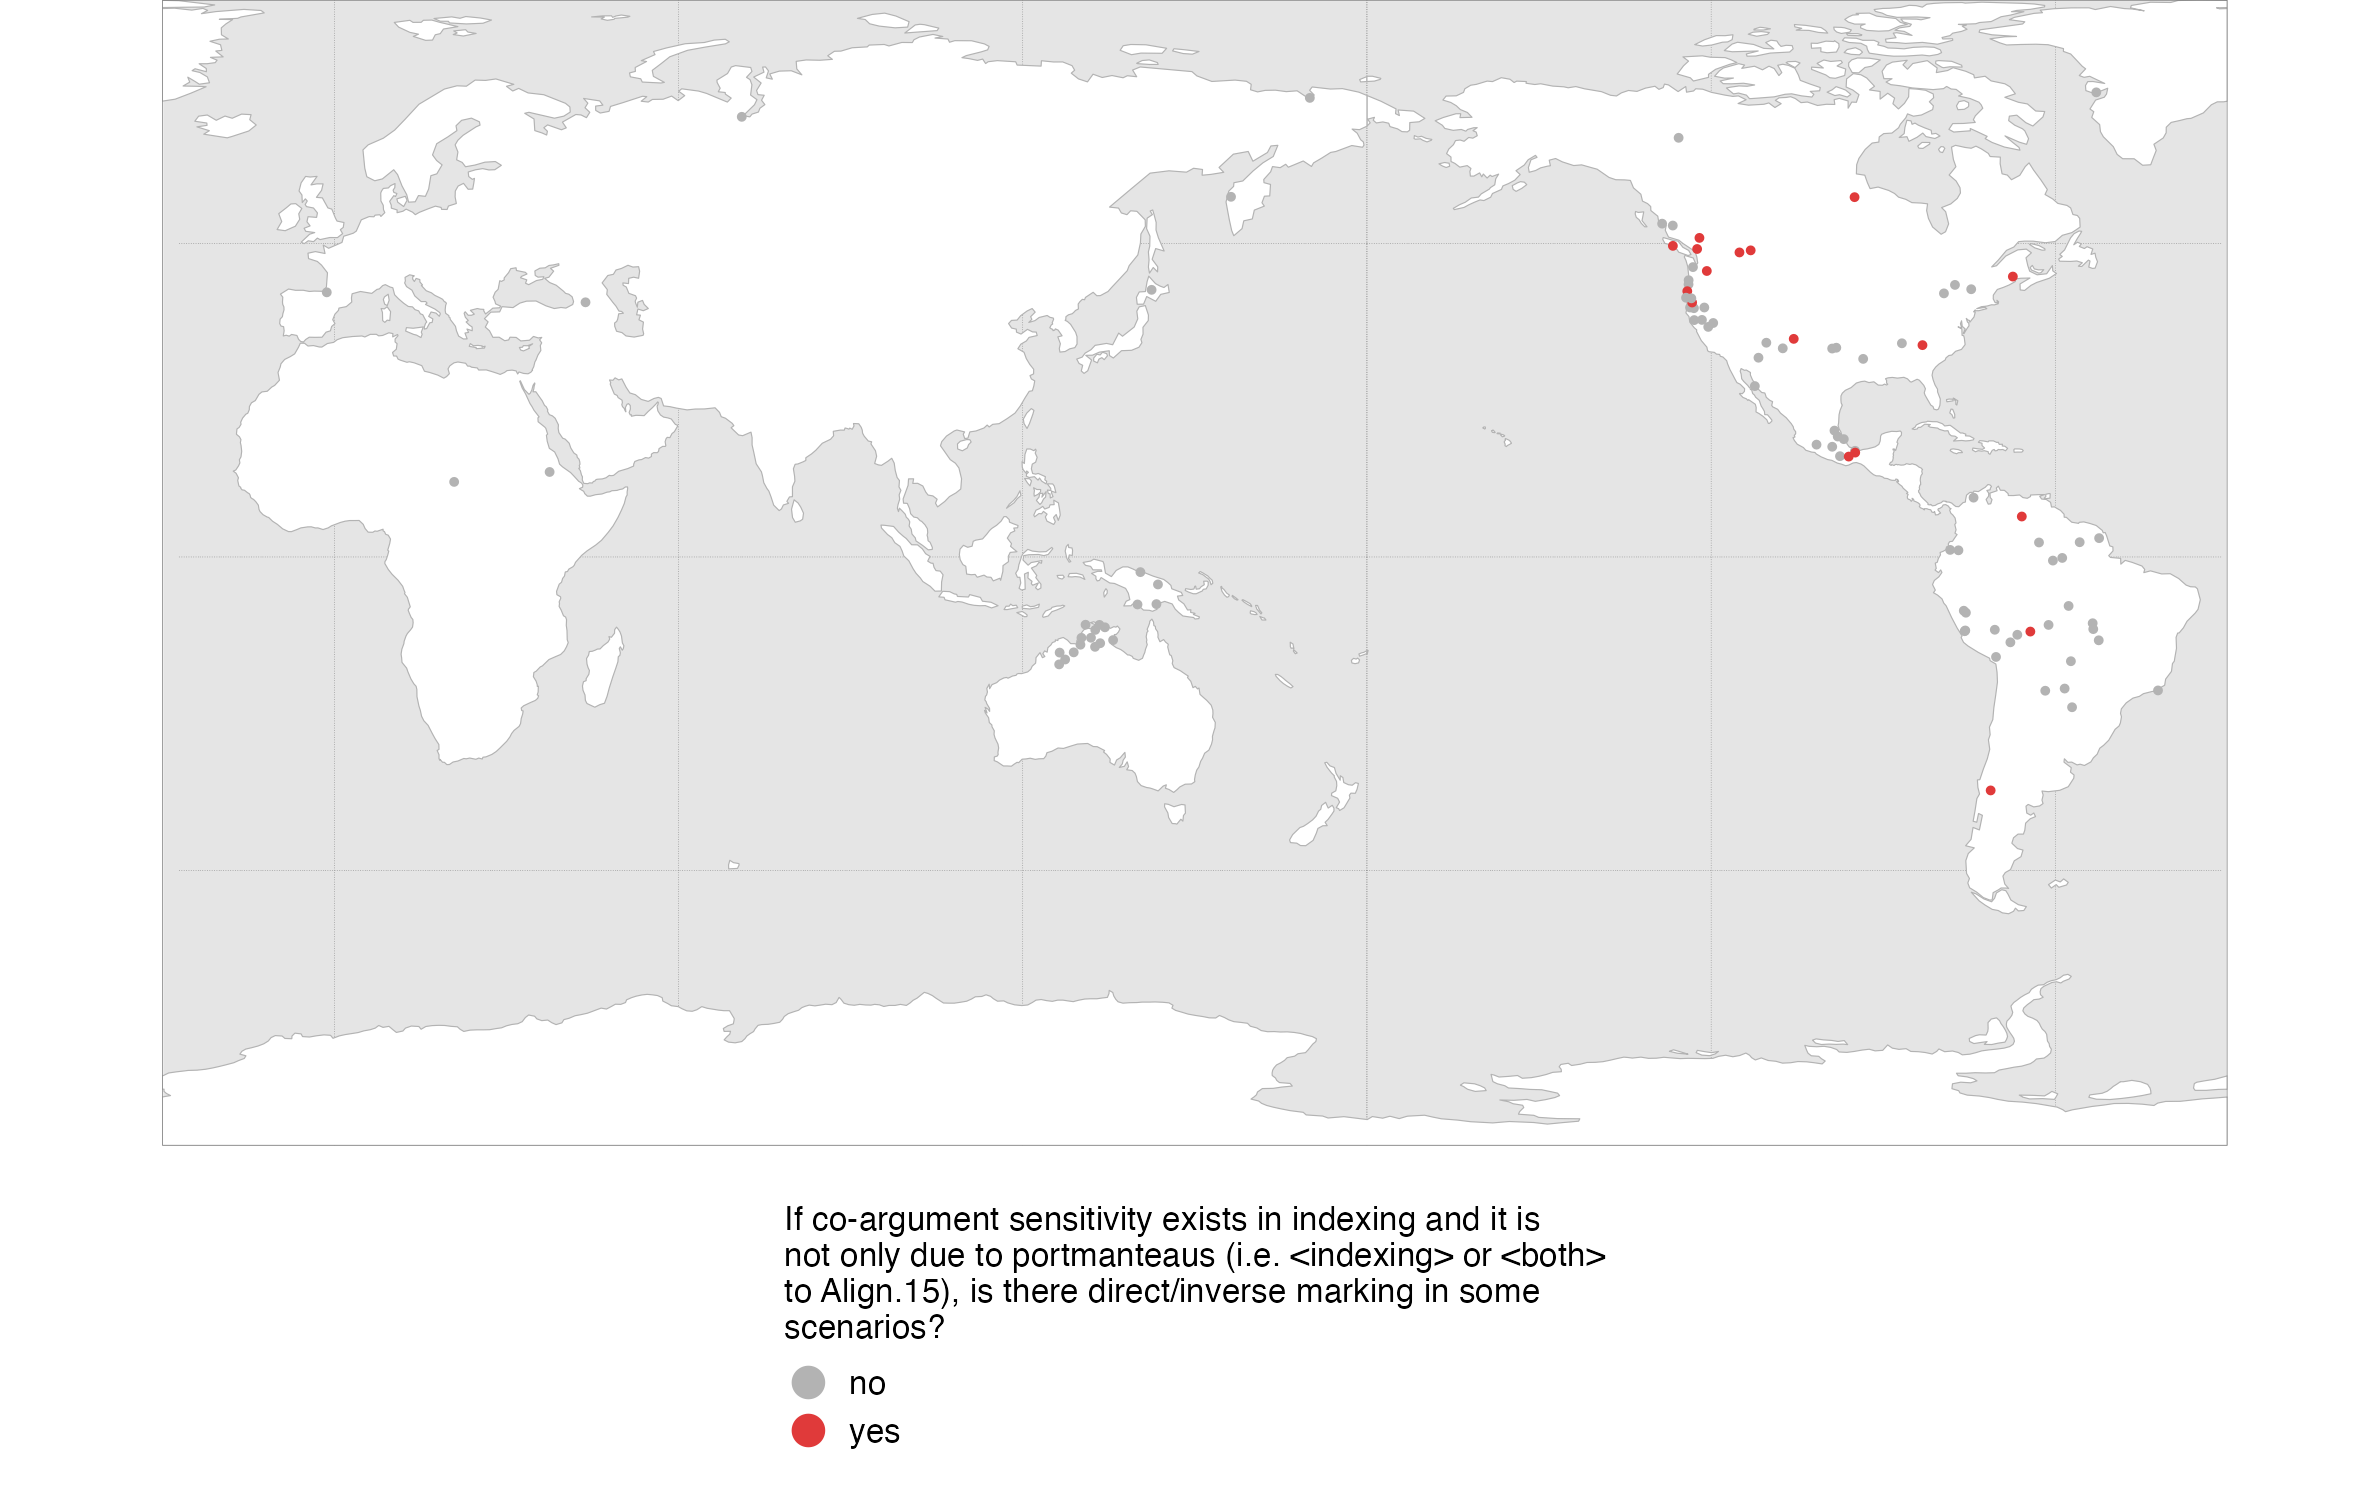 If co-argument sensitivity exists in indexing and it is
not only due to portmanteaus (i.e. <indexing> or <both>
to Align.15), is there direct/inverse marking in some
scenarios?
no
yes